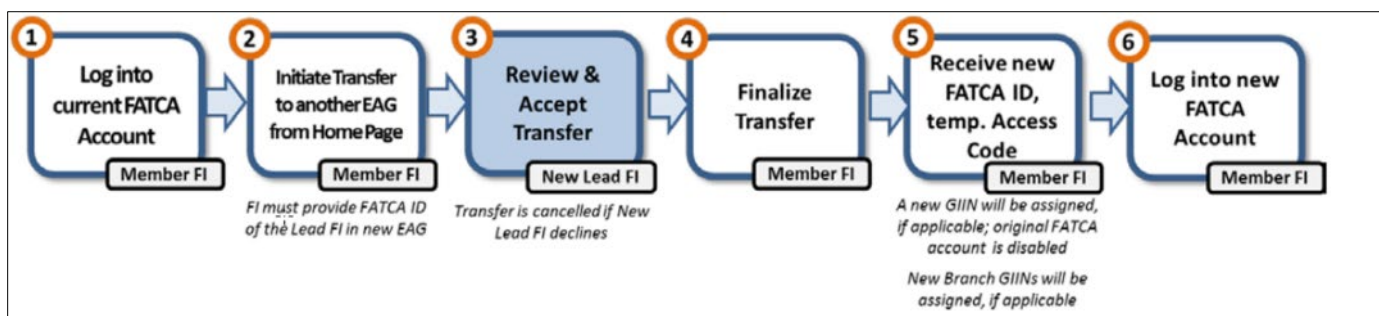 1
Log into
current FATCA
Account
Member FI
2
Initiate Transfer
to another EAG
from Home Page
Member FI
FI must provide FATCA ID
of the Lead FI in new EAG
3
Review &
Accept
Transfer
New Lead FI
Transfer is cancelled if New
Lead FI declines
4
Finalize
Transfer
Member FI
5
Receive new
FATCA ID,
temp. Access
Code
Member FI
A new GIIN will be assigned,
if applicable; original FATCA
account is disabled
New Branch GIINs will be
assigned, if applicable
6
Log into new
FATCA
Account
Member FI